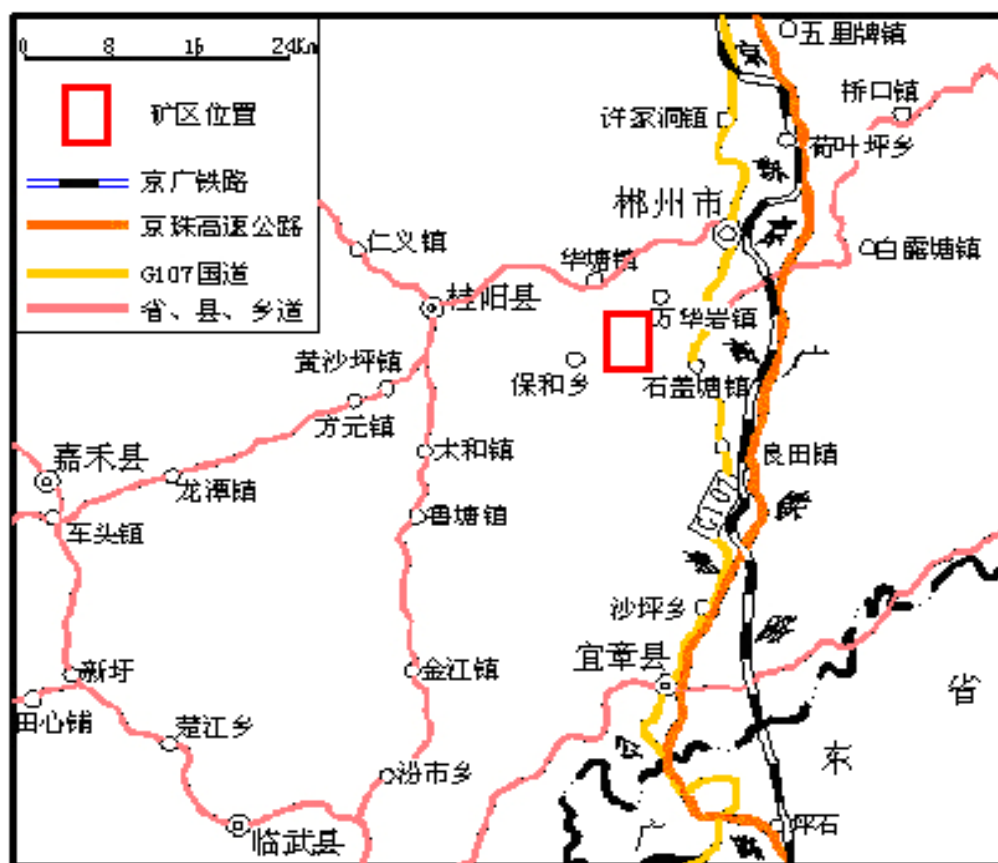 0 8 16 24Km
矿区位置
京广铁路
京珠高速公路
G107国道
省、县、乡道
五里牌镇
桥口镇
许家洞镇
荷叶坪乡
郴州市
仁义镇
华塘镇
白露塘镇
桂阳县
万华岩镇
黄沙坪镇
保和乡
石盖塘镇
方元镇
广
嘉禾县
太和镇
良田镇
龙潭镇
G107
鲁塘镇
车头镇
沙坪乡
宜章县
新圩
金江镇
省
田心铺
楚江乡
东
汾市乡
坪石
临武县
广